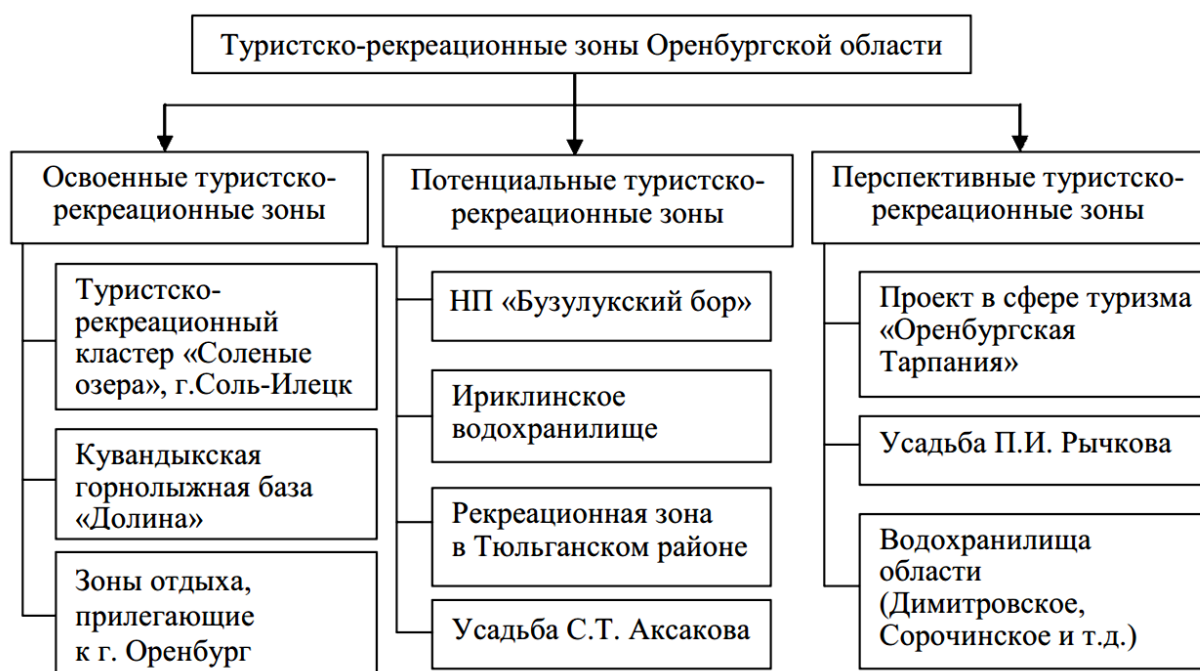 Туристско-рекреационные зоны Оренбургской области
Освоенные туристско-
рекреационные зоны
Туристско-
рекреационный
кластер «Соленые
озера», г.Соль-Илецк
Кувандыкская
горнолыжная база
«Долина»
Зоны отдыха,
прилегающие
к г. Оренбург
Потенциальные туристско-
рекреационные зоны
НП «Бузулукский бор»
Ириклинское
водохранилище
Рекреационная зона
в Тюльганском районе
Усадьба С.Т. Аксакова
Перспективные туристско-
рекреационные зоны
Проект в сфере туризма
«Оренбургская
Тарпания»
Усадьба П.И. Рычкова
Водохранилища
области
(Димитровское,
Сорочинское и т.д.)